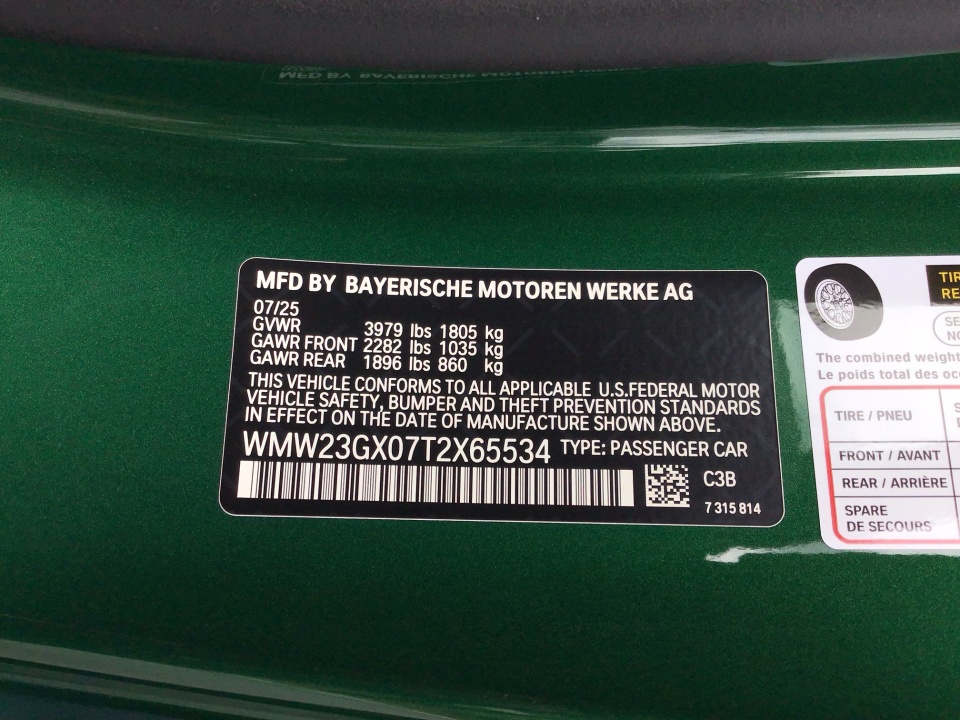 MFD BY BAYERISCHE MOTOREN WERKE AG
07/25
GVWR 3979 lbs 1805 kg
GAWR FRONT 2282 lbs 1035 kg
GAWR REAR 1896 lbs 860 kg
THIS VEHICLE CONFORMS TO ALL APPLICABLE U.S.FEDERAL MOTOR
VEHICLE SAFETY, BUMPER AND THEFT PREVENTION STANDARDS
IN EFFECT ON THE DATE OF MANUFACTURE SHOWN ABOVE.
WMW23GX07T2X65534 TYPE: PASSENGER CAR
C3B
7 315 814
The combined weight
Le poids total des
TIRE / PNEU
FRONT / AVANT
REAR / ARRIÈRE
SPARE
DE SECOURS